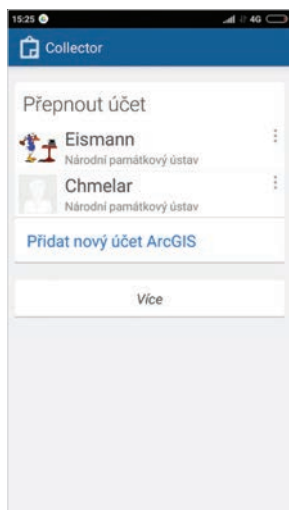 15:25 4G
Collector
Přepnout účet
Eismann
Národní památkový ústav
Chmelar
Národní památkový ústav
Přidat nový účet ArcGIS
Více